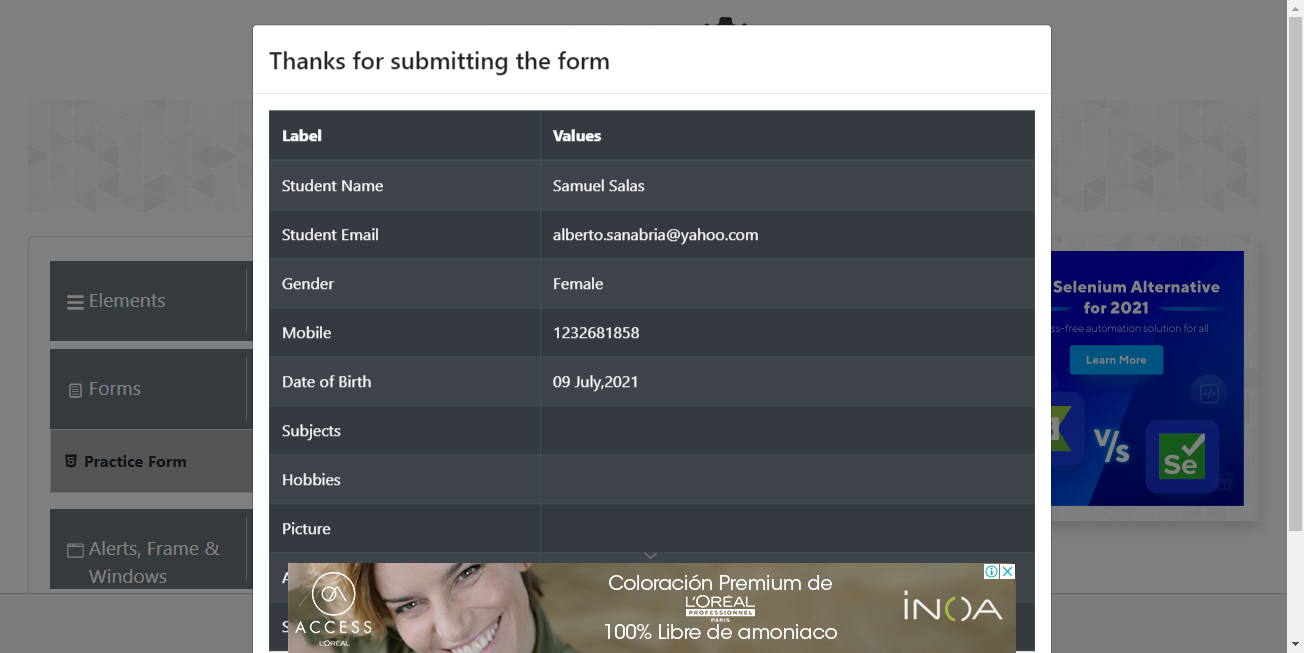 Thanks for submitting the form
Label Values
Student Name Samuel Salas
Student Email alberto.sanabria@yahoo.com
Gender Female
Mobile 1232681858
Date of Birth 09 July,2021
Subjects
Hobbies
Picture
A
S
Elements
Forms
Practice Form
Alerts, Frame &
Windows
Selenium Alternative
for 2021
ss-free automation solution for all
Learn More
V/s
Se
ACCESS
L'ORÉAL
Coloración Premium de
L'ORÉAL
PROFESSIONNEL
PARIS
100% Libre de amoniaco
iNOA